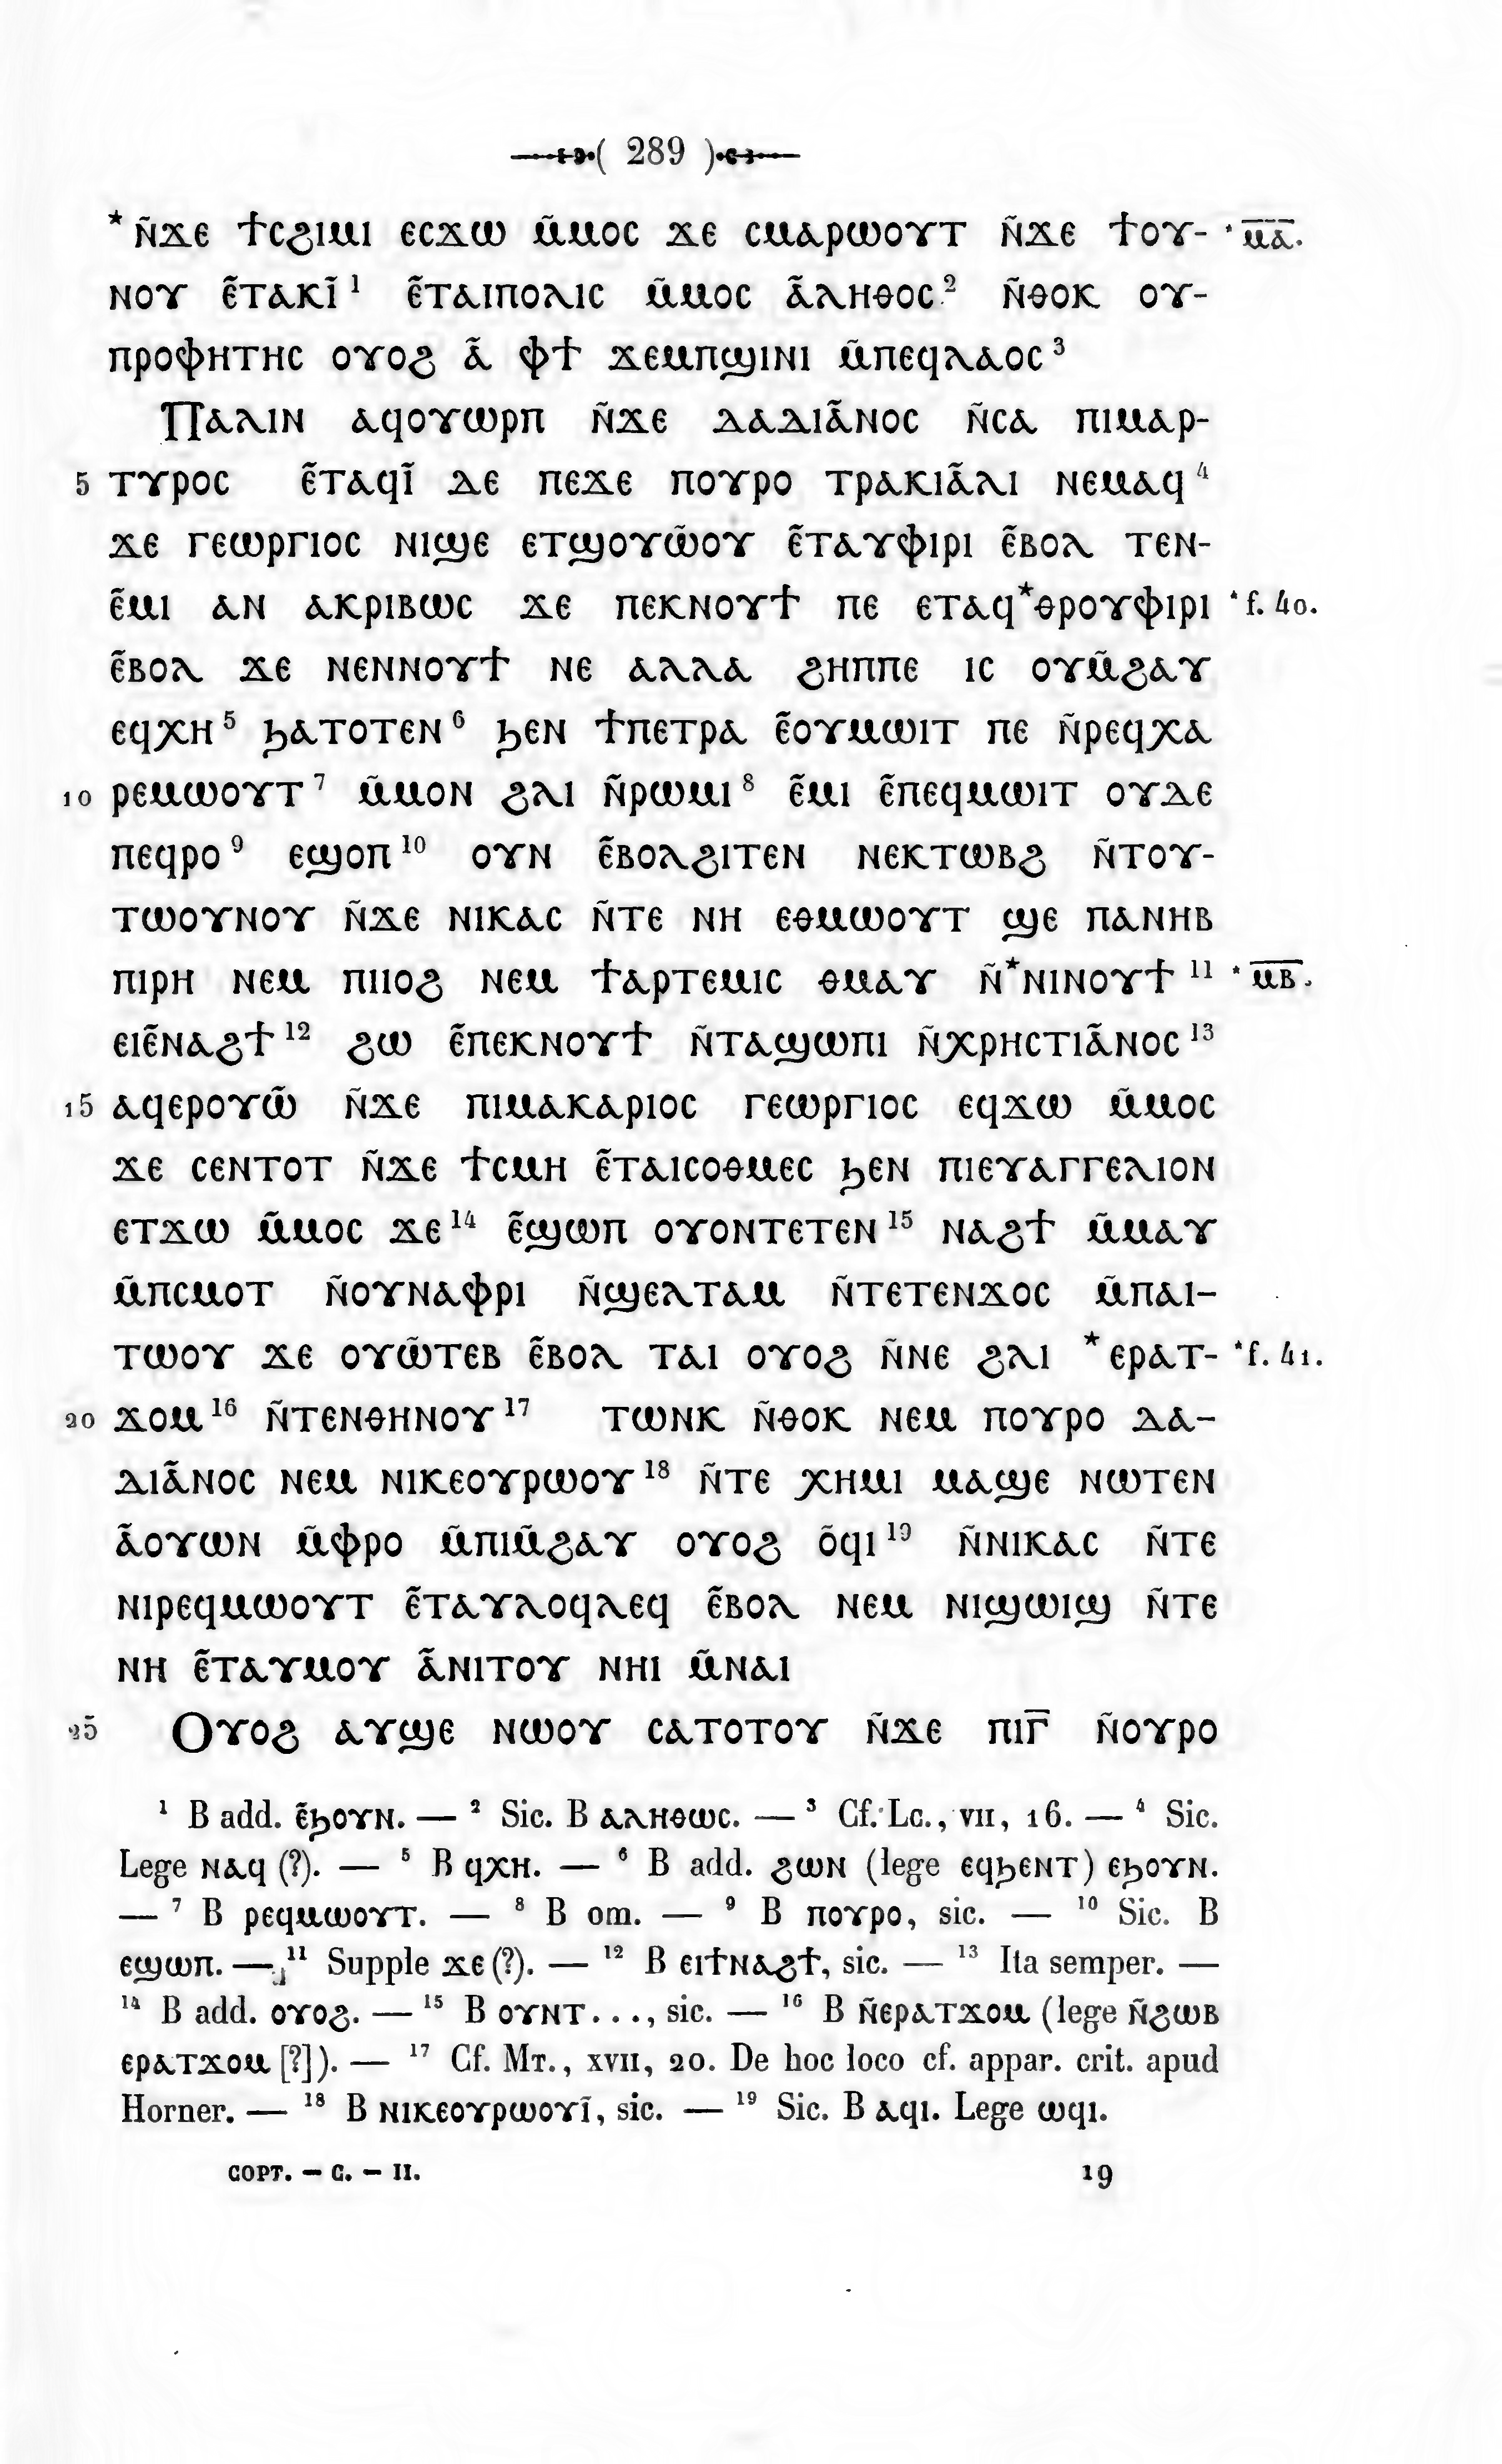 ( 289 )
* ⲛ̀ϫⲉ ϯⲥϩⲓⲙⲓ ⲉⲥϫⲱ ⲙ̀ⲙⲟⲥ ϫⲉ ⲥⲙⲁⲣⲱⲟⲩⲧ ⲛ̀ϫⲉ ϯⲟⲩ- * ⲙ̅ⲁ̅.
ⲛⲟⲩ ⲉ̀ⲧⲁⲕⲓ̀ ¹ ⲉ̀ⲧⲁⲓⲡⲟⲗⲓⲥ ⲙ̀ⲙⲟⲥ ⲁ̀ⲗⲏⲑⲟⲥ ² ⲛ̀ⲑⲟⲕ ⲟⲩ-
ⲡⲣⲟⲫⲏⲧⲏⲥ ⲟⲩⲟϩ ⲁ̀ ⲫϯ ϫⲉⲙⲡϣⲓⲛⲓ ⲙ̀ⲡⲉϥⲗⲁⲟⲥ ³
Ⲡⲁⲗⲓⲛ ⲁϥⲟⲩⲱⲣⲡ ⲛ̀ϫⲉ ⲇⲁⲇⲓⲁ̀ⲛⲟⲥ ⲛ̀ⲥⲁ ⲡⲓⲙⲁⲣ-
5 ⲧⲩⲣⲟⲥ ⲉ̀ⲧⲁϥⲓ̀ ⲇⲉ ⲡⲉϫⲉ ⲡⲟⲩⲣⲟ ⲧⲣⲁⲕⲓⲁ̀ⲗⲓ ⲛⲉⲙⲁϥ ⁴
ϫⲉ ⲅⲉⲱⲣⲅⲓⲟⲥ ⲛⲓϣⲉ ⲉⲧϣⲟⲩⲱ̀ⲟⲩ ⲉ̀ⲧⲁⲩⲫⲓⲣⲓ ⲉ̀ⲃⲟⲗ ⲧⲉⲛ-
ⲉ̀ⲙⲓ ⲁⲛ ⲁⲕⲣⲓⲃⲱⲥ ϫⲉ ⲡⲉⲕⲛⲟⲩϯ ⲡⲉ ⲉⲧⲁϥ*ⲑⲣⲟⲩⲫⲓⲣⲓ * f. 40.
ⲉ̀ⲃⲟⲗ ϫⲉ ⲛⲉⲛⲛⲟⲩϯ ⲛⲉ ⲁⲗⲗⲁ ϩⲏⲡⲡⲉ ⲓⲥ ⲟⲩⲙ̀ϩⲁⲩ
ⲉϥⲭⲏ ⁵ ϧⲁⲧⲟⲧⲉⲛ ⁶ ϧⲉⲛ ϯⲡⲉⲧⲣⲁ ⲉ̀ⲟⲩⲙⲱⲓⲧ ⲡⲉ ⲛ̀ⲣⲉϥⲭⲁ
10 ⲣⲉⲙⲱⲟⲩⲧ ⁷ ⲙ̀ⲙⲟⲛ ϩⲗⲓ ⲛ̀ⲣⲱⲙⲓ ⁸ ⲉ̀ⲙⲓ ⲉ̀ⲡⲉϥⲙⲱⲓⲧ ⲟⲩⲇⲉ
ⲡⲉϥⲣⲟ ⁹ ⲉϣⲟⲡ ¹⁰ ⲟⲩⲛ ⲉ̀ⲃⲟⲗϩⲓⲧⲉⲛ ⲛⲉⲕⲧⲱⲃϩ ⲛ̀ⲧⲟⲩ-
ⲧⲱⲟⲩⲛⲟⲩ ⲛ̀ϫⲉ ⲛⲓⲕⲁⲥ ⲛ̀ⲧⲉ ⲛⲏ ⲉⲑⲙⲱⲟⲩⲧ ϣⲉ ⲡⲁⲛⲏⲃ
ⲡⲓⲣⲏ ⲛⲉⲙ ⲡⲓⲓⲟϩ ⲛⲉⲙ ϯⲁⲣⲧⲉⲙⲓⲥ ⲑⲙⲁⲩ ⲛ̀*ⲛⲓⲛⲟⲩϯ ¹¹ * ⲙ̅ⲃ̅.
ⲉⲓⲉ̀ⲛⲁϩϯ ¹² ϩⲱ ⲉ̀ⲡⲉⲕⲛⲟⲩϯ ⲛ̀ⲧⲁϣⲱⲡⲓ ⲛ̀ⲭⲣⲏⲥⲧⲓⲁ̀ⲛⲟⲥ ¹³
15 ⲁϥⲉⲣⲟⲩⲱ̀ ⲛ̀ϫⲉ ⲡⲓⲙⲁⲕⲁⲣⲓⲟⲥ ⲅⲉⲱⲣⲅⲓⲟⲥ ⲉϥϫⲱ ⲙ̀ⲙⲟⲥ
ϫⲉ ⲥⲉⲛⲧⲟⲧ ⲛ̀ϫⲉ ϯⲥⲙⲏ ⲉ̀ⲧⲁⲓⲥⲟⲑⲙⲉⲥ ϧⲉⲛ ⲡⲓⲉⲩⲁⲅⲅⲉⲗⲓⲟⲛ
ⲉⲧϫⲱ ⲙ̀ⲙⲟⲥ ϫⲉ ¹⁴ ⲉ̀ϣⲱⲡ ⲟⲩⲟⲛⲧⲉⲧⲉⲛ ¹⁵ ⲛⲁϩϯ ⲙ̀ⲙⲁⲩ
ⲙ̀ⲡⲥⲙⲟⲧ ⲛ̀ⲟⲩⲛⲁⲫⲣⲓ ⲛ̀ϣⲉⲗⲧⲁⲙ ⲛ̀ⲧⲉⲧⲉⲛϫⲟⲥ ⲙ̀ⲡⲁⲓ-
ⲧⲱⲟⲩ ϫⲉ ⲟⲩⲱ̀ⲧⲉⲃ ⲉ̀ⲃⲟⲗ ⲧⲁⲓ ⲟⲩⲟϩ ⲛ̀ⲛⲉ ϩⲗⲓ *ⲉⲣⲁⲧ- * f. 41.
20 ϫⲟⲙ ¹⁶ ⲛ̀ⲧⲉⲛⲑⲏⲛⲟⲩ ¹⁷ ⲧⲱⲛⲕ ⲛ̀ⲑⲟⲕ ⲛⲉⲙ ⲡⲟⲩⲣⲟ ⲇⲁ-
ⲇⲓⲁ̀ⲛⲟⲥ ⲛⲉⲙ ⲛⲓⲕⲉⲟⲩⲣⲱⲟⲩ ¹⁸ ⲛ̀ⲧⲉ ⲭⲏⲙⲓ ⲙⲁϣⲉ ⲛⲱⲧⲉⲛ
ⲁ̀ⲟⲩⲱⲛ ⲙ̀ⲫⲣⲟ ⲙ̀ⲡⲓⲙ̀ϩⲁⲩ ⲟⲩⲟϩ ⲟ̀ϥⲓ ¹⁹ ⲛ̀ⲛⲓⲕⲁⲥ ⲛ̀ⲧⲉ
ⲛⲓⲣⲉϥⲙⲱⲟⲩⲧ ⲉ̀ⲧⲁⲩⲗⲟϥⲗⲉϥ ⲉ̀ⲃⲟⲗ ⲛⲉⲙ ⲛⲓϣⲱⲓϣ ⲛ̀ⲧⲉ
ⲛⲏ ⲉ̀ⲧⲁⲩⲙⲟⲩ ⲁ̀ⲛⲓⲧⲟⲩ ⲛⲏⲓ ⲙ̀ⲛⲁⲓ
25 Ⲟⲩⲟϩ ⲁⲩϣⲉ ⲛⲱⲟⲩ ⲥⲁⲧⲟⲧⲟⲩ ⲛ̀ϫⲉ ⲡⲓⲅ̅ ⲛ̀ⲟⲩⲣⲟ
¹ B add. ⲉ̀ϧⲟⲩⲛ. — ² Sic. B ⲁⲗⲏⲑⲱⲥ. — ³ Cf. Lc., vii, 16. — ⁴ Sic.
Lege ⲛⲁϥ (?). — ⁵ B ϥⲭⲏ. — ⁶ B add. ϩⲱⲛ (lege ⲉϥϧⲉⲛⲧ) ⲉϧⲟⲩⲛ.
— ⁷ B ⲣⲉϥⲙⲱⲟⲩⲧ. — ⁸ B om. — ⁹ B ⲡⲟⲩⲣⲟ, sic. — ¹⁰ Sic. B
ⲉϣⲱⲡ. — ¹¹ Supple ϫⲉ (?). — ¹² B ⲉⲓϯⲛⲁϩϯ, sic. — ¹³ Ita semper. —
¹⁴ B add. ⲟⲩⲟϩ. — ¹⁵ B ⲟⲩⲛⲧ..., sic. — ¹⁶ B ⲛ̀ⲉⲣⲁⲧϫⲟⲙ (lege ⲛ̀ϩⲱⲃ
ⲉⲣⲁⲧϫⲟⲙ [?]). — ¹⁷ Cf. Mt., xvii, 20. De hoc loco cf. appar. crit. apud
Horner. — ¹⁸ B ⲛⲓⲕⲉⲟⲩⲣⲱⲟⲩⲓ̀, sic. — ¹⁹ Sic. B ⲁϥⲓ. Lege ⲱϥⲓ.
COPT. — C. — II. 19